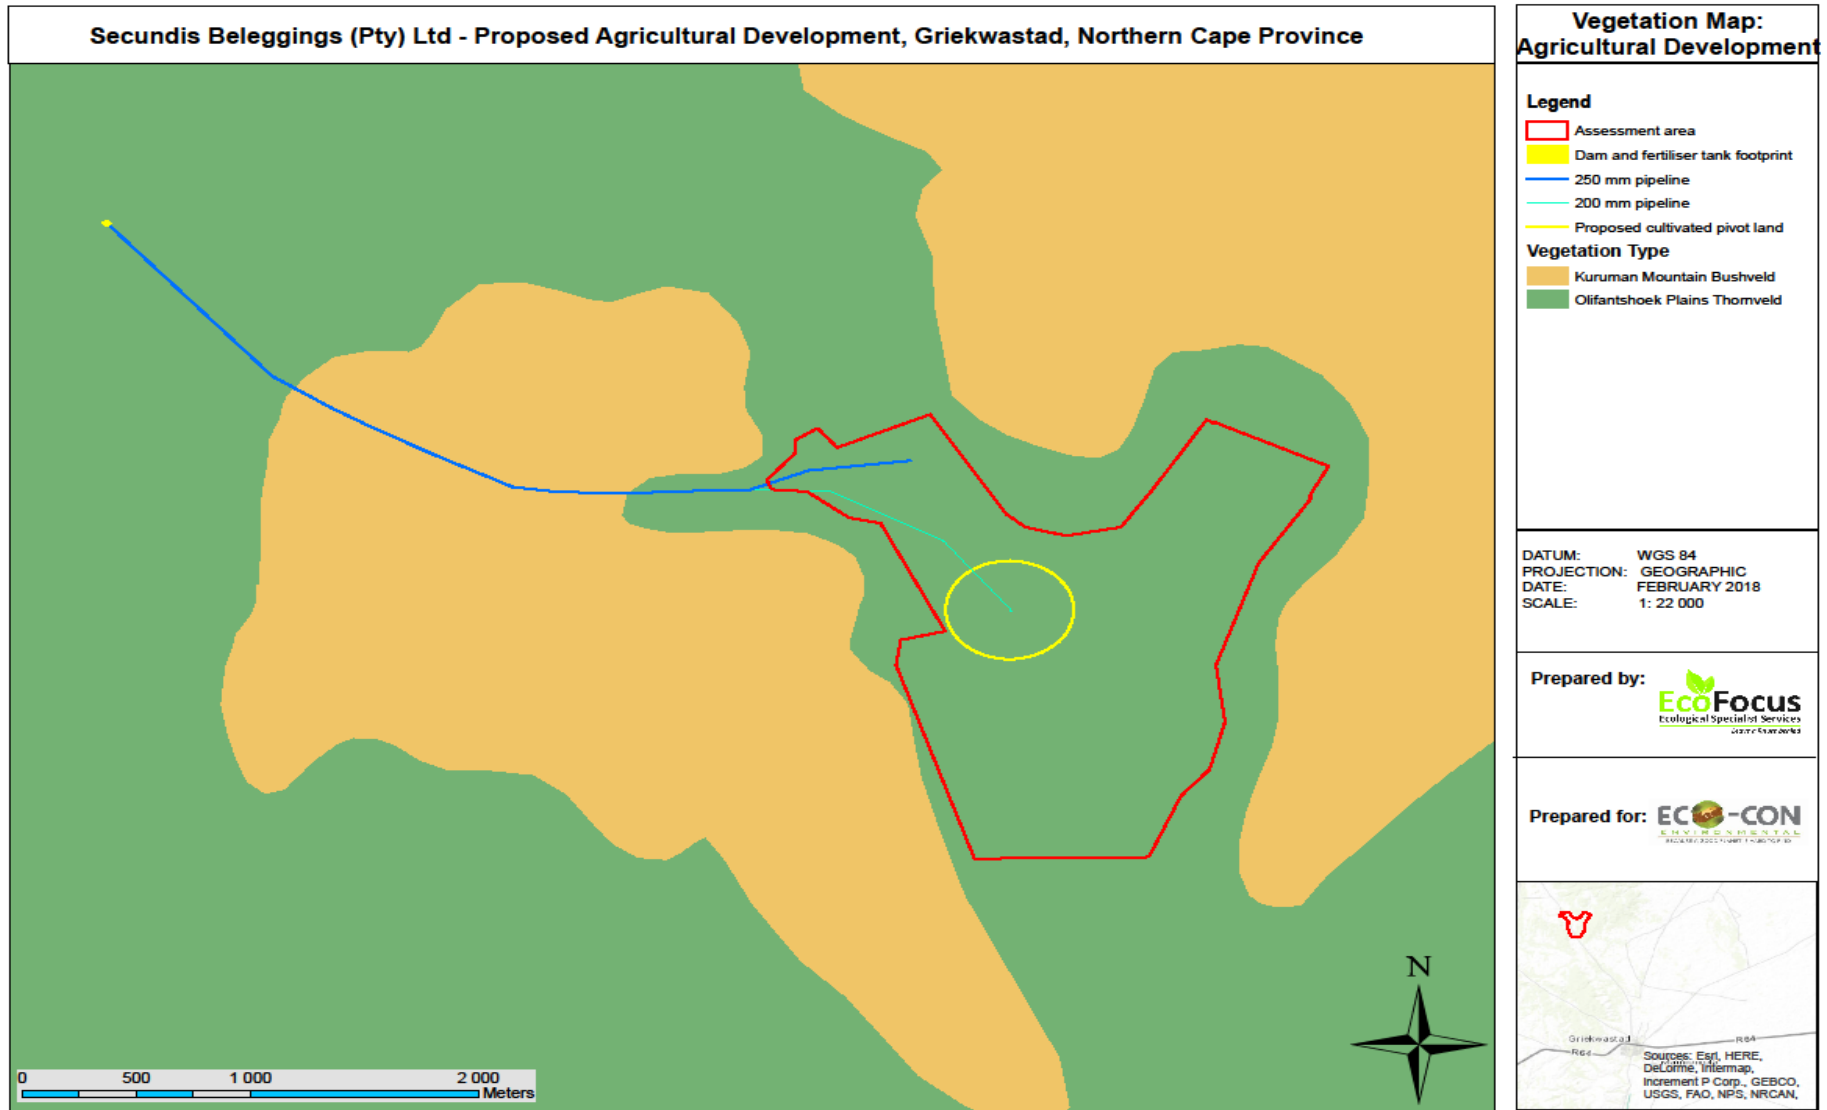 Secundis Beleggings (Pty) Ltd - Proposed Agricultural Development, Griekwastad, Northern Cape Province
Vegetation Map:
Agricultural Development
Legend
Assessment area
Dam and fertiliser tank footprint
250 mm pipeline
200 mm pipeline
Proposed cultivated pivot land
Vegetation Type
Kuruman Mountain Bushveld
Olifantshoek Plains Thornveld
DATUM: WGS 84
PROJECTION: GEOGRAPHIC
DATE: FEBRUARY 2018
SCALE: 1: 22 000
Prepared by:
EcoFocus
Ecological Specialist Services
Prepared for:
ECO-CON
ENVIRONMENTAL
Griekwastad
R64
R64
Sources: Esri, HERE,
DeLorme, Intermap,
Increment P Corp., GEBCO,
USGS, FAO, NPS, NRCAN,
N
0 500 1 000 2 000
Meters